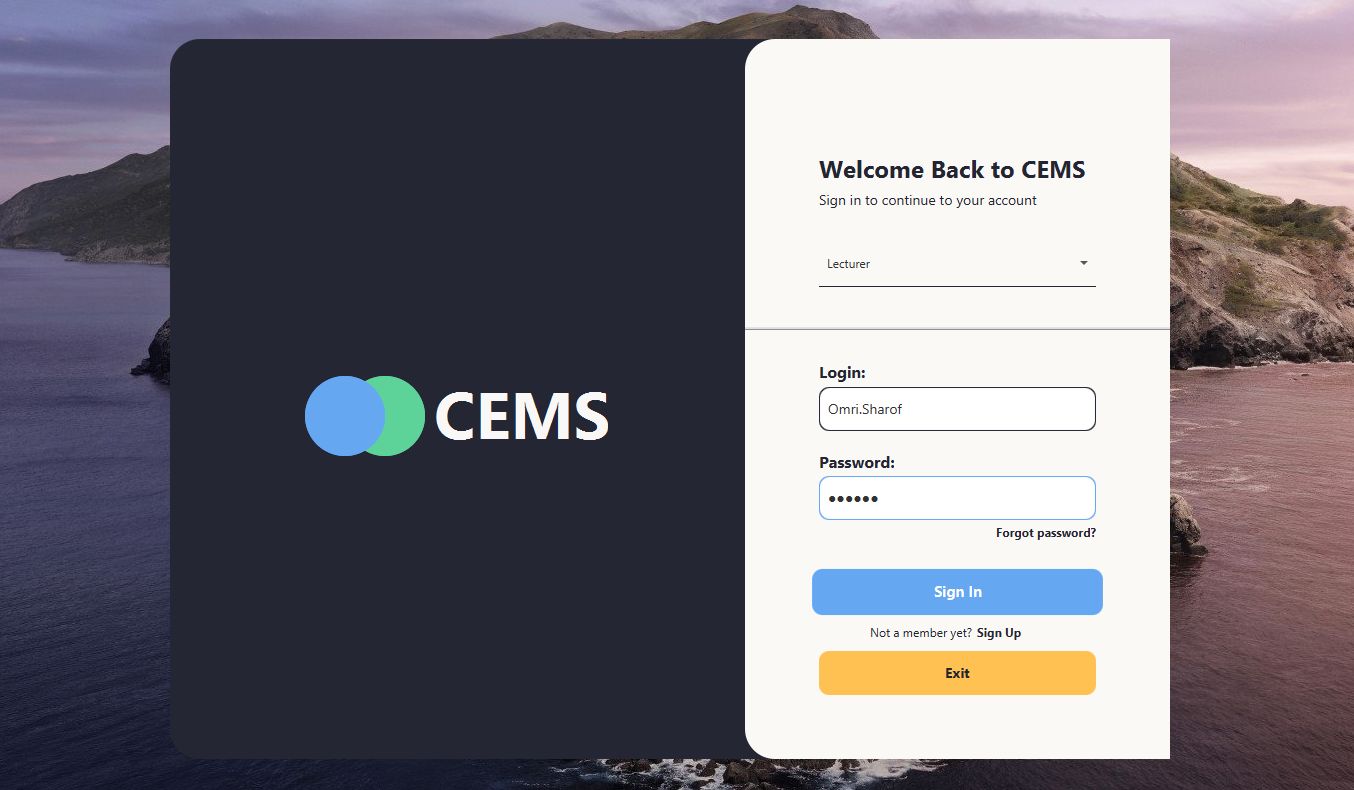 CEMS
Welcome Back to CEMS
Sign in to continue to your account
Lecturer
Login:
Omri.Sharof
Password:
●●●●●●
Forgot password?
Sign In
Not a member yet? Sign Up
Exit